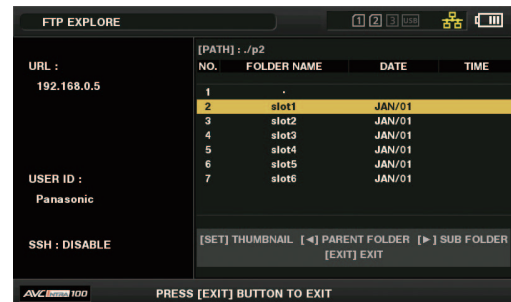 FTP EXPLORE 1 2 3 USB
[PATH] : ./p2
URL : NO. FOLDER NAME DATE TIME
192.168.0.5
1 .
2 slot1 JAN/01
3 slot2 JAN/01
4 slot3 JAN/01
5 slot4 JAN/01
6 slot5 JAN/01
USER ID : 7 slot6 JAN/01
Panasonic
SSH : DISABLE [SET] THUMBNAIL [◄] PARENT FOLDER [►] SUB FOLDER
[EXIT] EXIT
AVC INTRA 100 PRESS [EXIT] BUTTON TO EXIT